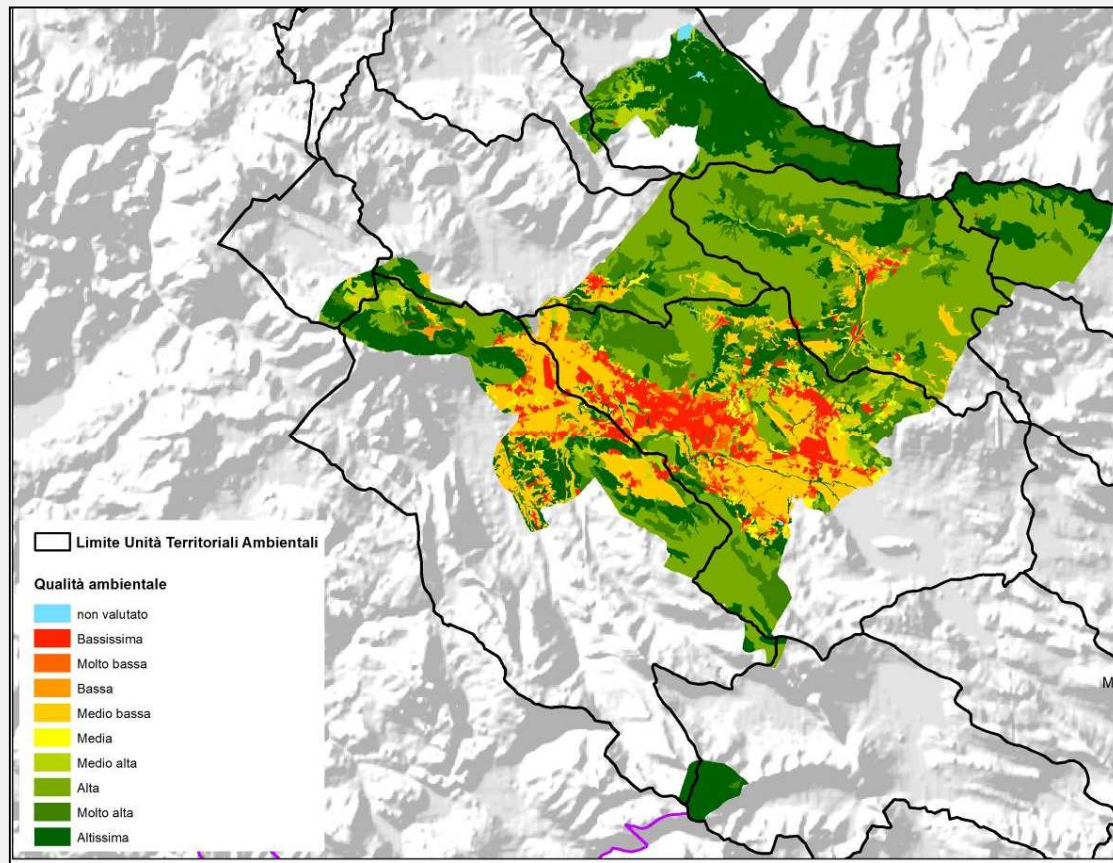 M
Limite Unità Territoriali Ambientali
Qualità ambientale
non valutato
Bassissima
Molto bassa
Bassa
Medio bassa
Media
Medio alta
Alta
Molto alta
Altissima